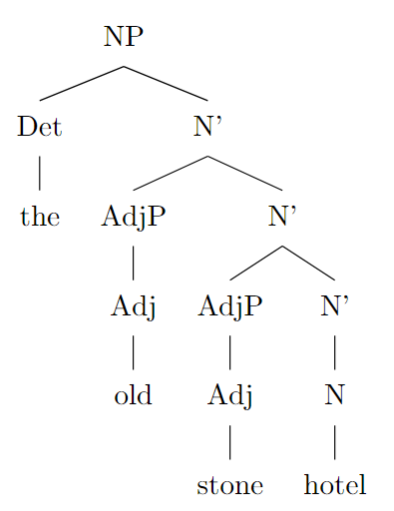 NP
Det N’
the AdjP N’
Adj AdjP N’
old Adj N
stone hotel